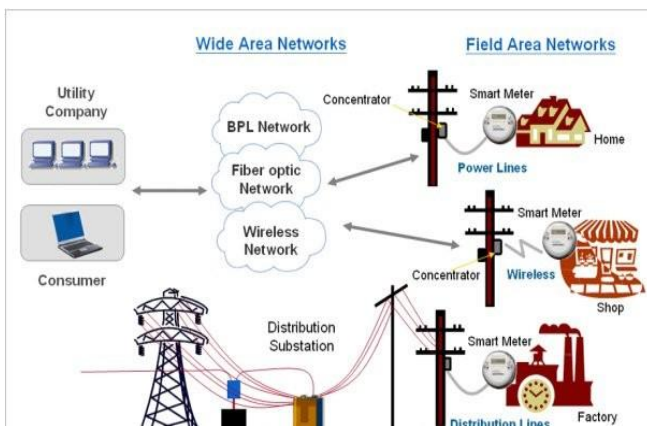 Wide Area Networks
Field Area Networks
Utility
Company
Consumer
BPL Network
Fiber optic
Network
Wireless
Network
Concentrator
Smart Meter
Home
Power Lines
Smart Meter
Concentrator
Wireless
Shop
Distribution
Substation
Smart Meter
Distribution Lines
Factory